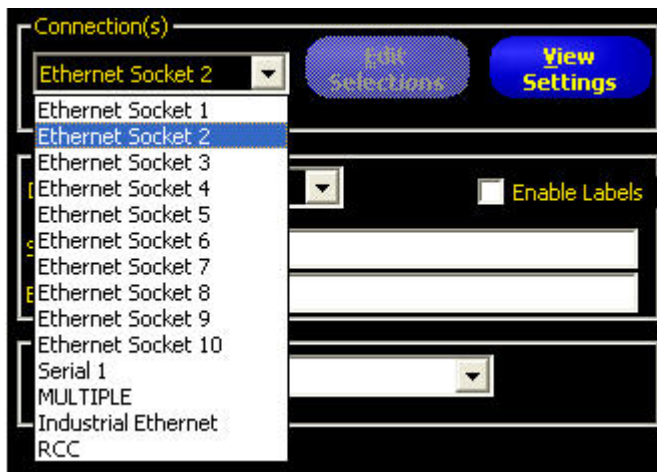 Connection(s)
Ethernet Socket 2
Edit
Selections
View
Settings
Ethernet Socket 1
Ethernet Socket 2
Ethernet Socket 3
Ethernet Socket 4
Enable Labels
Ethernet Socket 5
Ethernet Socket 6
Ethernet Socket 7
Ethernet Socket 8
Ethernet Socket 9
Ethernet Socket 10
Serial 1
MULTIPLE
Industrial Ethernet
RCC